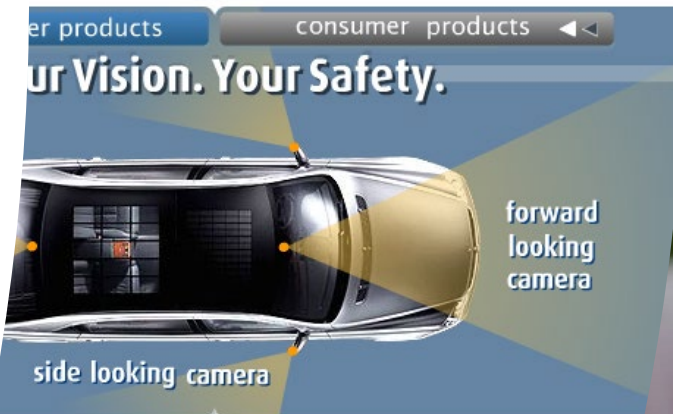 er products
consumer products
ur Vision. Your Safety.
forward
looking
camera
side looking camera